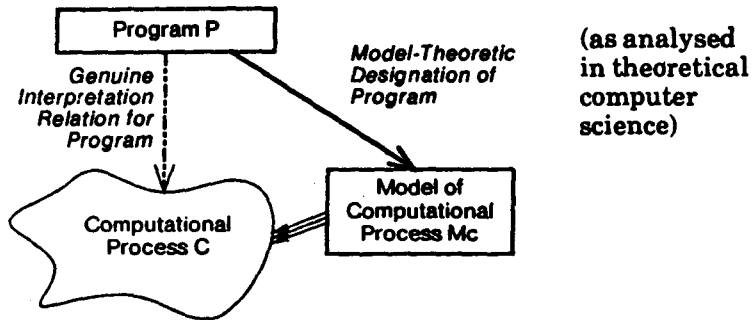 Program P
Genuine
Interpretation
Relation for
Program
Model-Theoretic
Designation of
Program
(as analysed
in theoretical
computer
science)
Computational
Process C
Model of
Computational
Process Mc